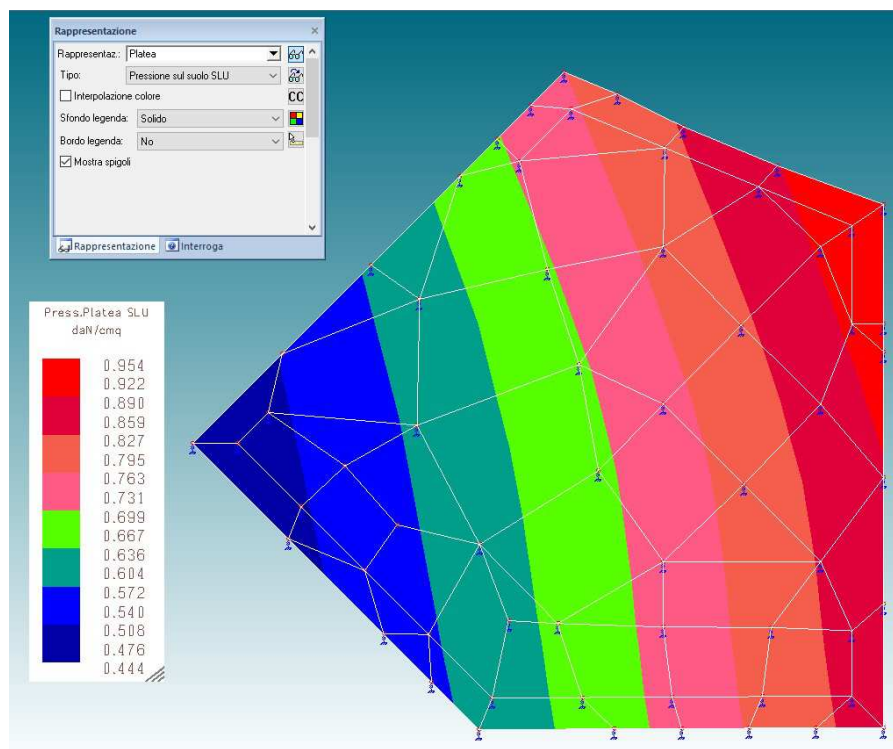 Rappresentazione
Rappresentaz.: Platea
Tipo: Pressione sul suolo SLU
Interpolazione colore
CC
Sfondo legenda: Solido
Bordo legenda: No
Mostra spigoli
Rappresentazione Interroga
Press.Platea SLU
daN/cmq
0.954
0.922
0.890
0.859
0.827
0.795
0.763
0.731
0.699
0.667
0.636
0.604
0.572
0.540
0.508
0.476
0.444